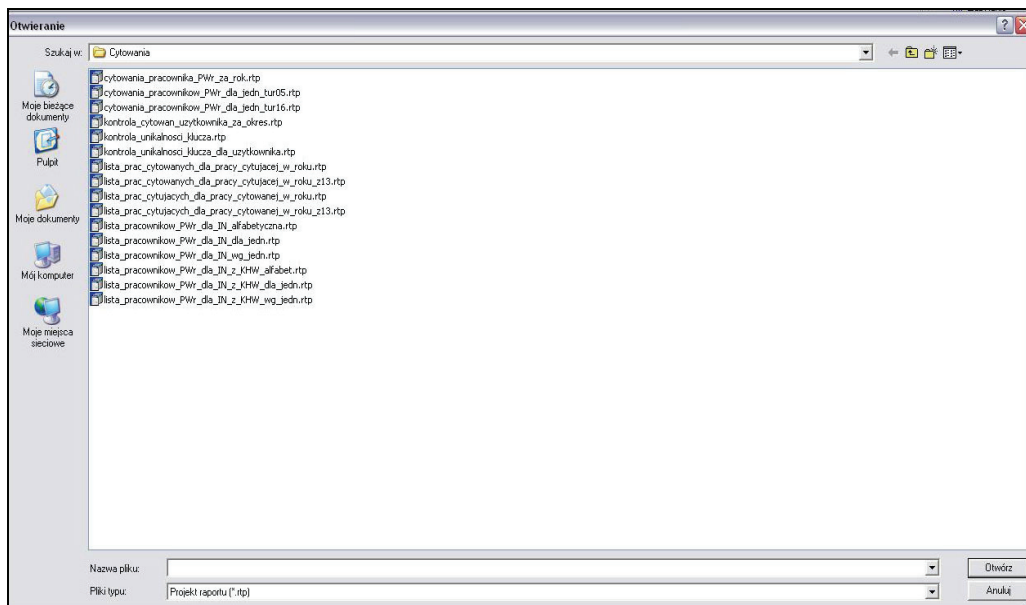 Otwieranie
Szukaj w: Cytowania
Moje bieżące
dokumenty
Pulpit
Moje dokumenty
Mój komputer
Moje miejsca
sieciowe
cytowania_pracownika_PWr_za_rok.rtp
cytowania_pracownikow_PWr_dla_jedn_tur05.rtp
cytowania_pracownikow_PWr_dla_jedn_tur16.rtp
kontrola_cytowan_uzytkownika_za_okres.rtp
kontrola_unikalnosci_klucza.rtp
kontrola_unikalnosci_klucza_dla_uzytkownika.rtp
lista_prac_cytowanych_dla_pracy_cytujacej_w_roku.rtp
lista_prac_cytowanych_dla_pracy_cytujacej_w_roku_z13.rtp
lista_prac_cytujacych_dla_pracy_cytowanej_w_roku.rtp
lista_prac_cytujacych_dla_pracy_cytowanej_w_roku_z13.rtp
lista_pracownikow_PWr_dla_IN_alfabetyczna.rtp
lista_pracownikow_PWr_dla_IN_dla_jedn.rtp
lista_pracownikow_PWr_dla_IN_wg_jedn.rtp
lista_pracownikow_PWr_dla_IN_z_KHW_alfabet.rtp
lista_pracownikow_PWr_dla_IN_z_KHW_dla_jedn.rtp
lista_pracownikow_PWr_dla_IN_z_KHW_wg_jedn.rtp
Nazwa pliku: Otwórz
Pliki typu: Projekt raportu (*.rtp) Anuluj